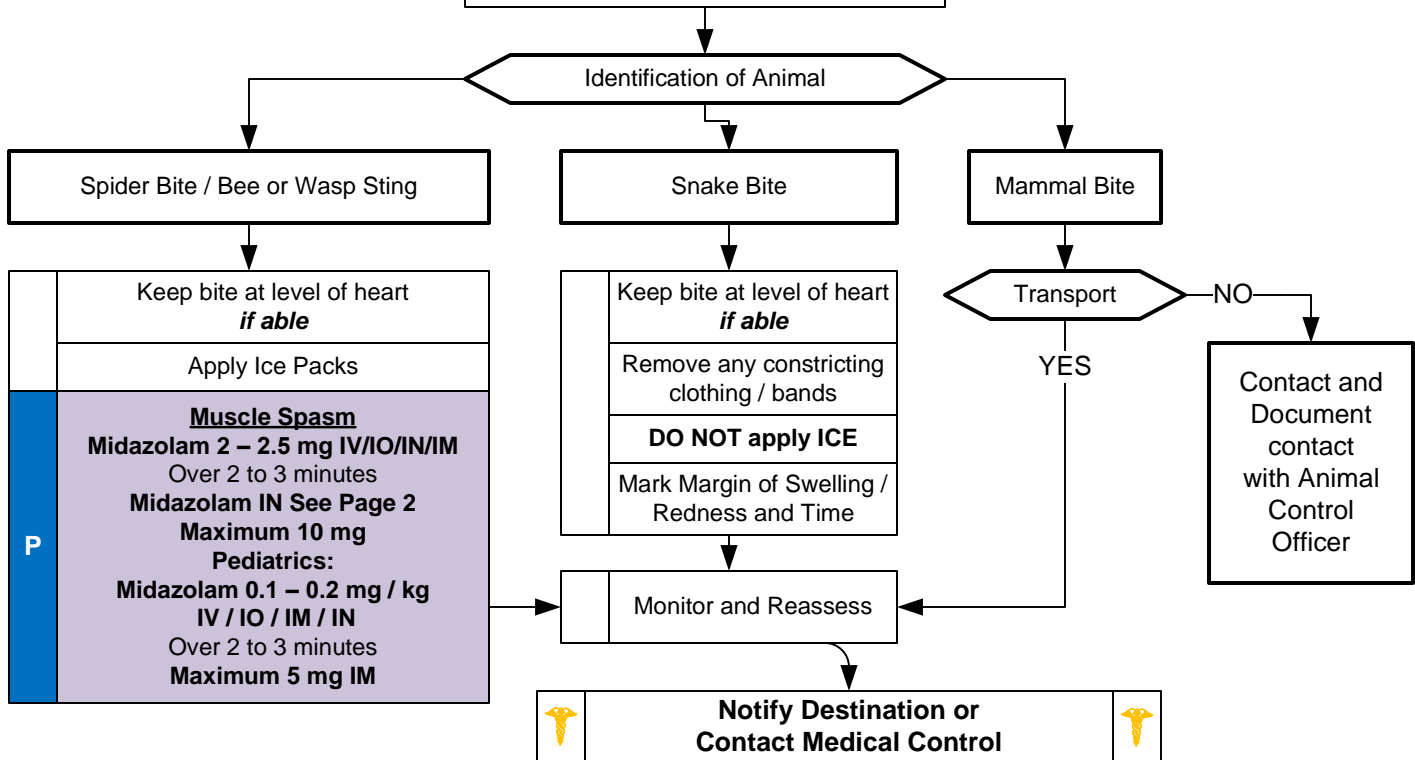 Identification of Animal
Spider Bite / Bee or Wasp Sting
Keep bite at level of heart
if able
Apply Ice Packs
P
Muscle Spasm
Midazolam 2 – 2.5 mg IV/IO/IN/IM
Over 2 to 3 minutes
Midazolam IN See Page 2
Maximum 10 mg
Pediatrics:
Midazolam 0.1 – 0.2 mg / kg
IV / IO / IM / IN
Over 2 to 3 minutes
Maximum 5 mg IM
Snake Bite
Keep bite at level of heart
if able
Remove any constricting
clothing / bands
DO NOT apply ICE
Mark Margin of Swelling /
Redness and Time
Mammal Bite
Transport
NO
YES
Contact and
Document
contact
with Animal
Control
Officer
Monitor and Reassess
Notify Destination or
Contact Medical Control